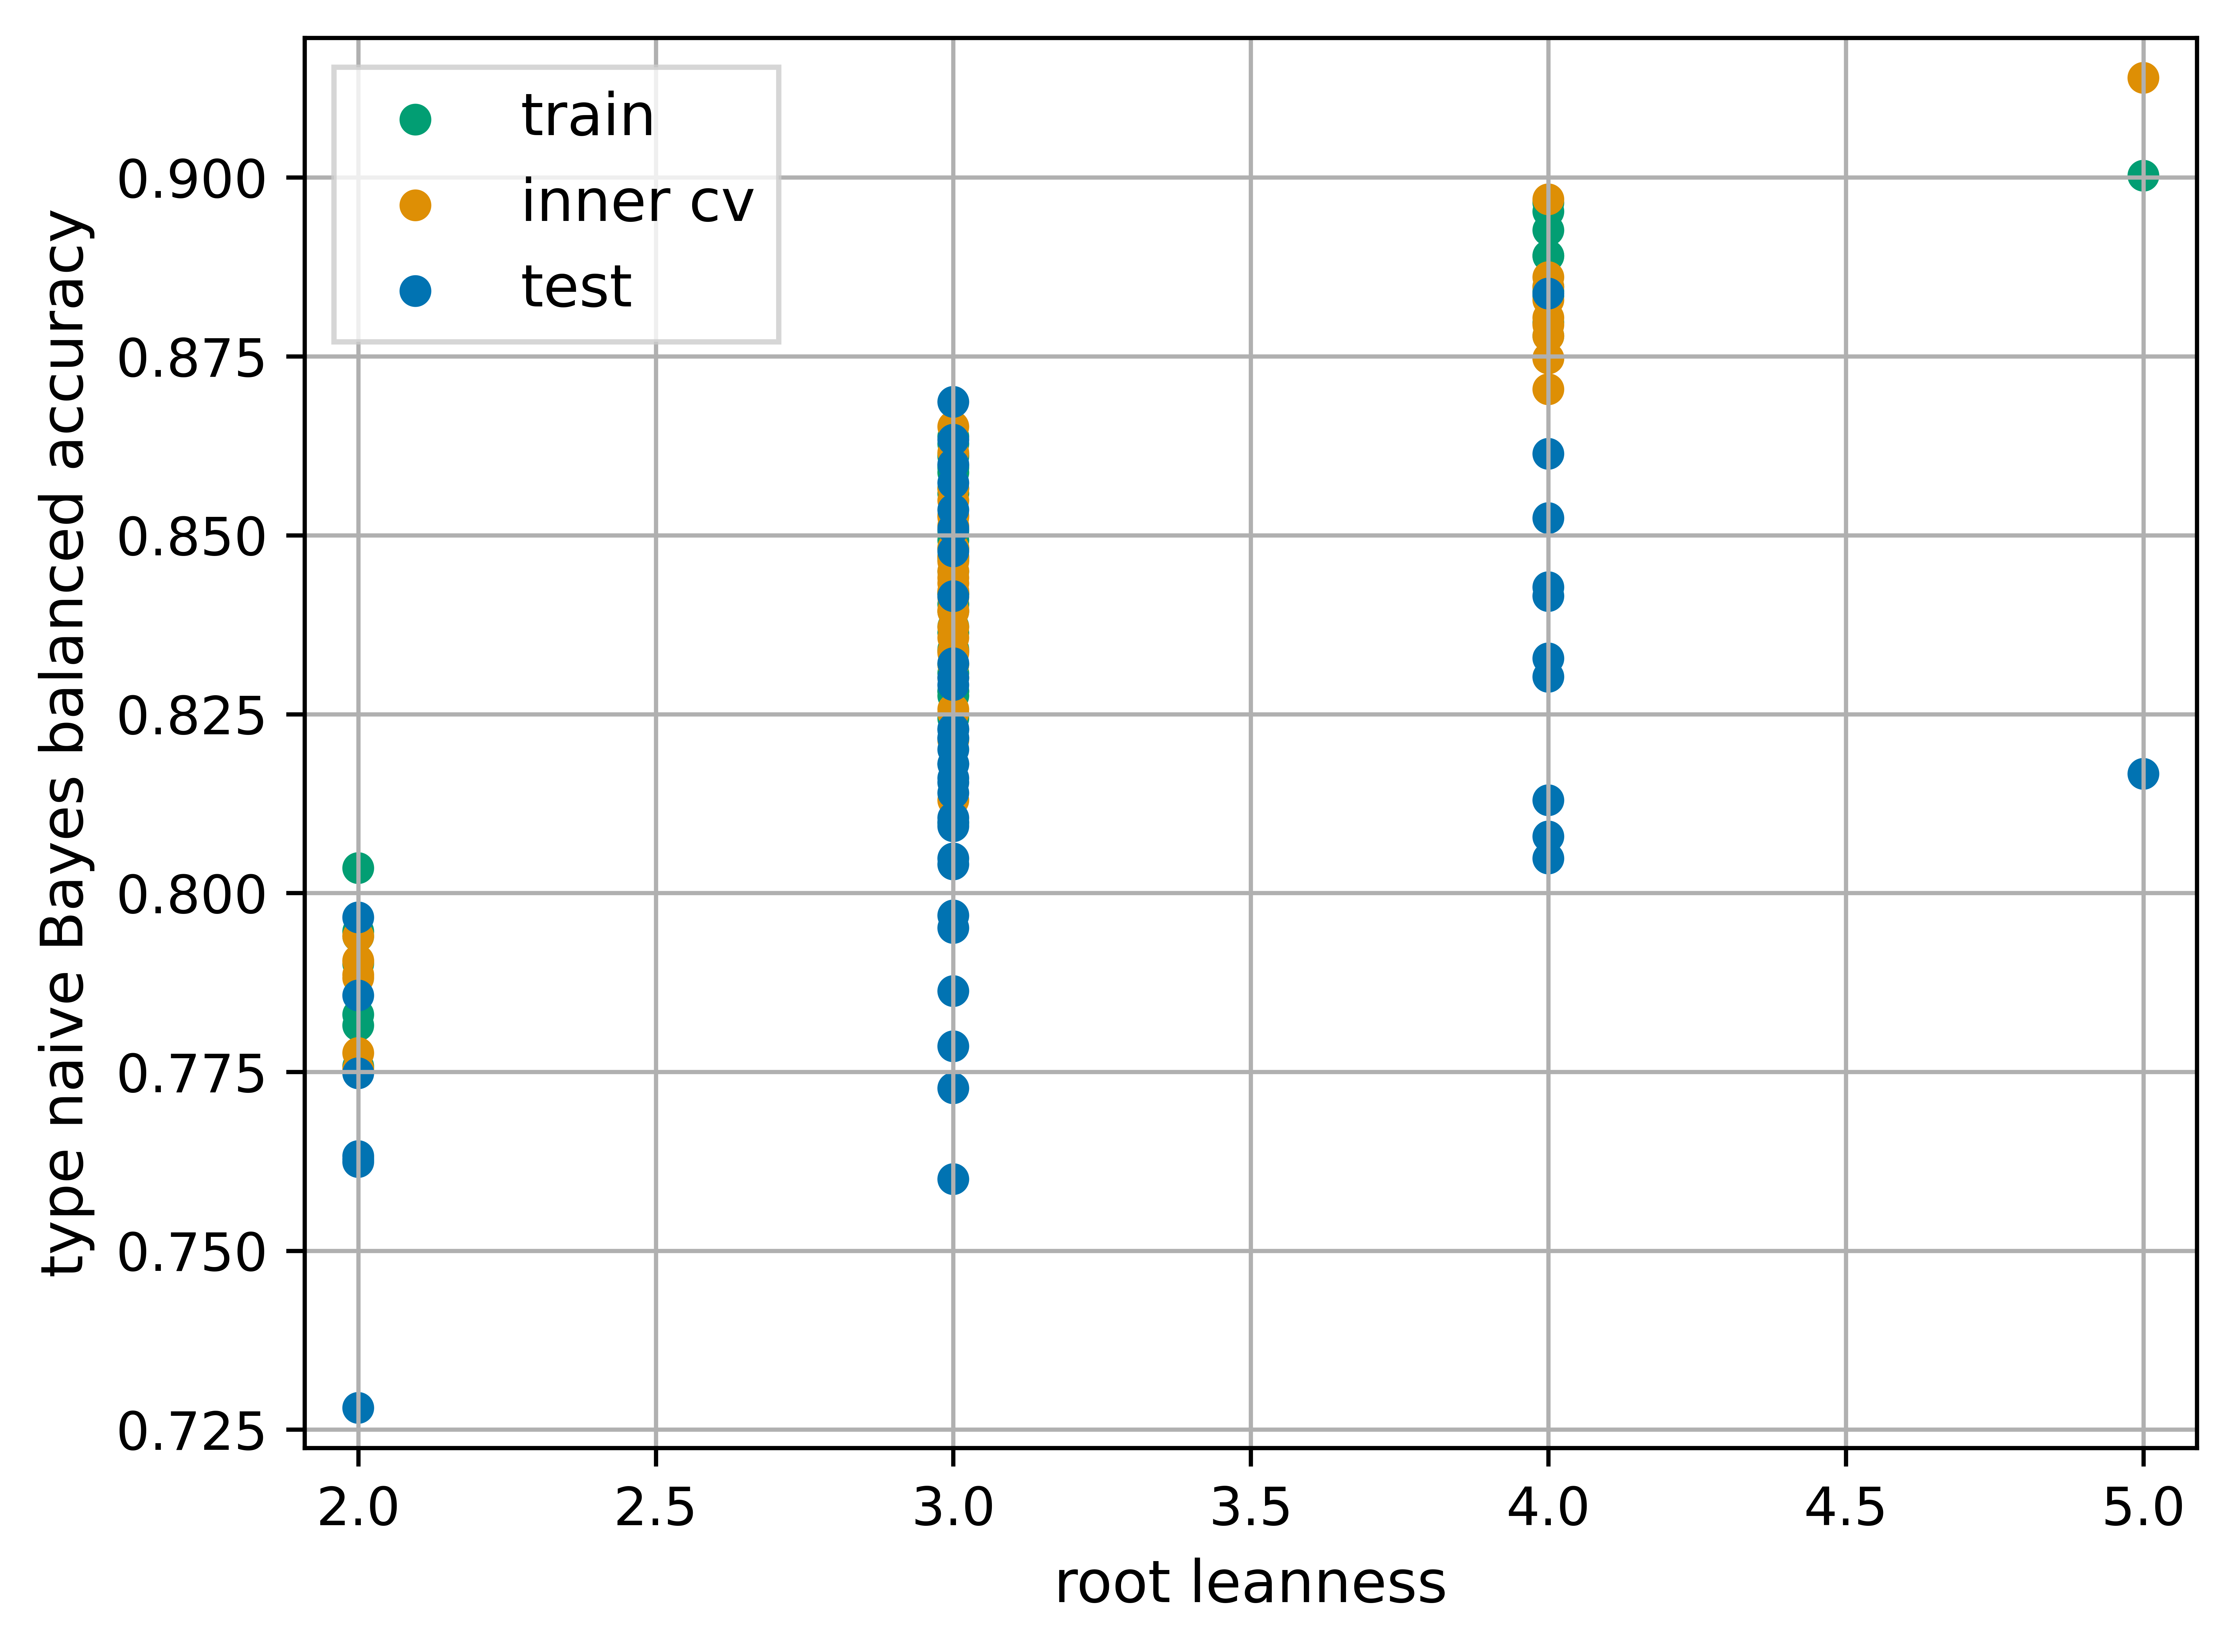 train
inner cv
test
0.900
0.875
0.850
0.825
0.800
0.775
0.750
0.725
type naive Bayes balanced accuracy
2.0 2.5 3.0 3.5 4.0 4.5 5.0
root leanness